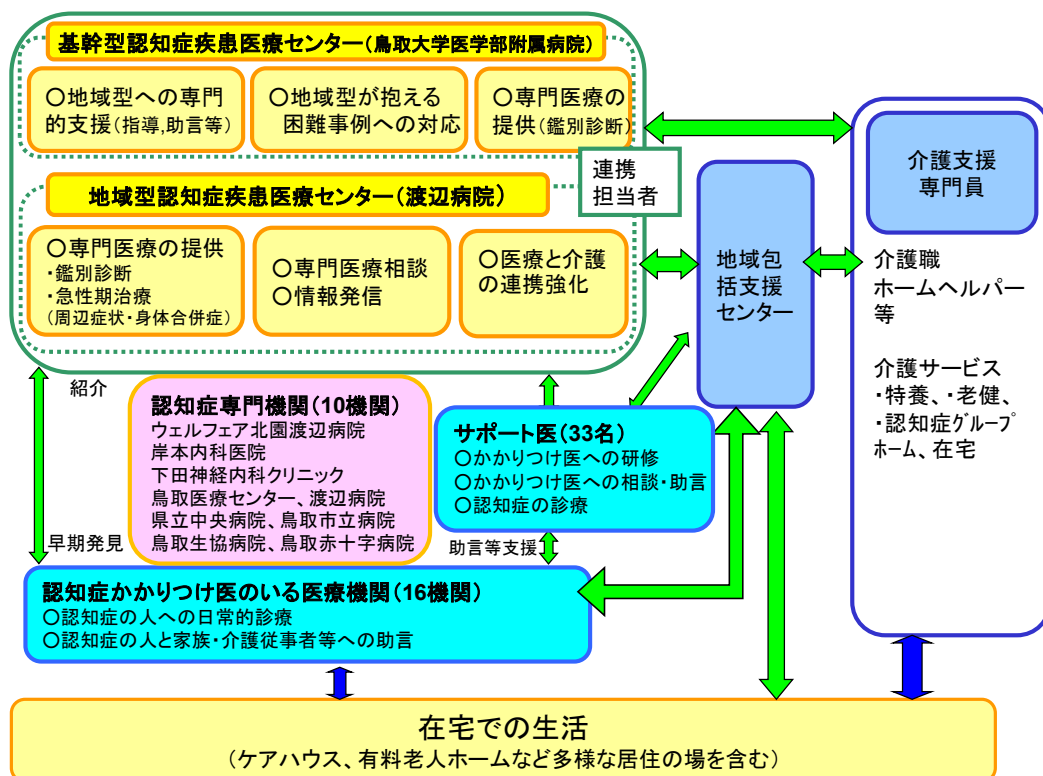 基幹型認知症疾患医療センター(鳥取大学医学部附属病院)
○地域型への専門
的支援(指導,助言等)
○地域型が抱える
困難事例への対応
○専門医療の
提供(鑑別診断)
連携
担当者
地域型認知症疾患医療センター(渡辺病院)
○専門医療の提供
・鑑別診断
・急性期治療
(周辺症状・身体合併症)
○専門医療相談
○情報発信
○医療と介護
の連携強化
地域包
括支援
センター
介護支援
専門員
介護職
ホームヘルパー
等
介護サービス
・特養、・老健、
・認知症グループ
ホーム、在宅
紹介
早期発見
認知症専門機関(10機関)
ウェルフェア北園渡辺病院
岸本内科医院
下田神経内科クリニック
鳥取医療センター、渡辺病院
県立中央病院、鳥取市立病院
鳥取生協病院、鳥取赤十字病院
サポート医(33名)
○かかりつけ医への研修
○かかりつけ医への相談・助言
○認知症の診療
助言等支援
認知症かかりつけ医のいる医療機関(16機関)
○認知症の人への日常的診療
○認知症の人と家族・介護従事者等への助言
在宅での生活
(ケアハウス、有料老人ホームなど多様な居住の場を含む)